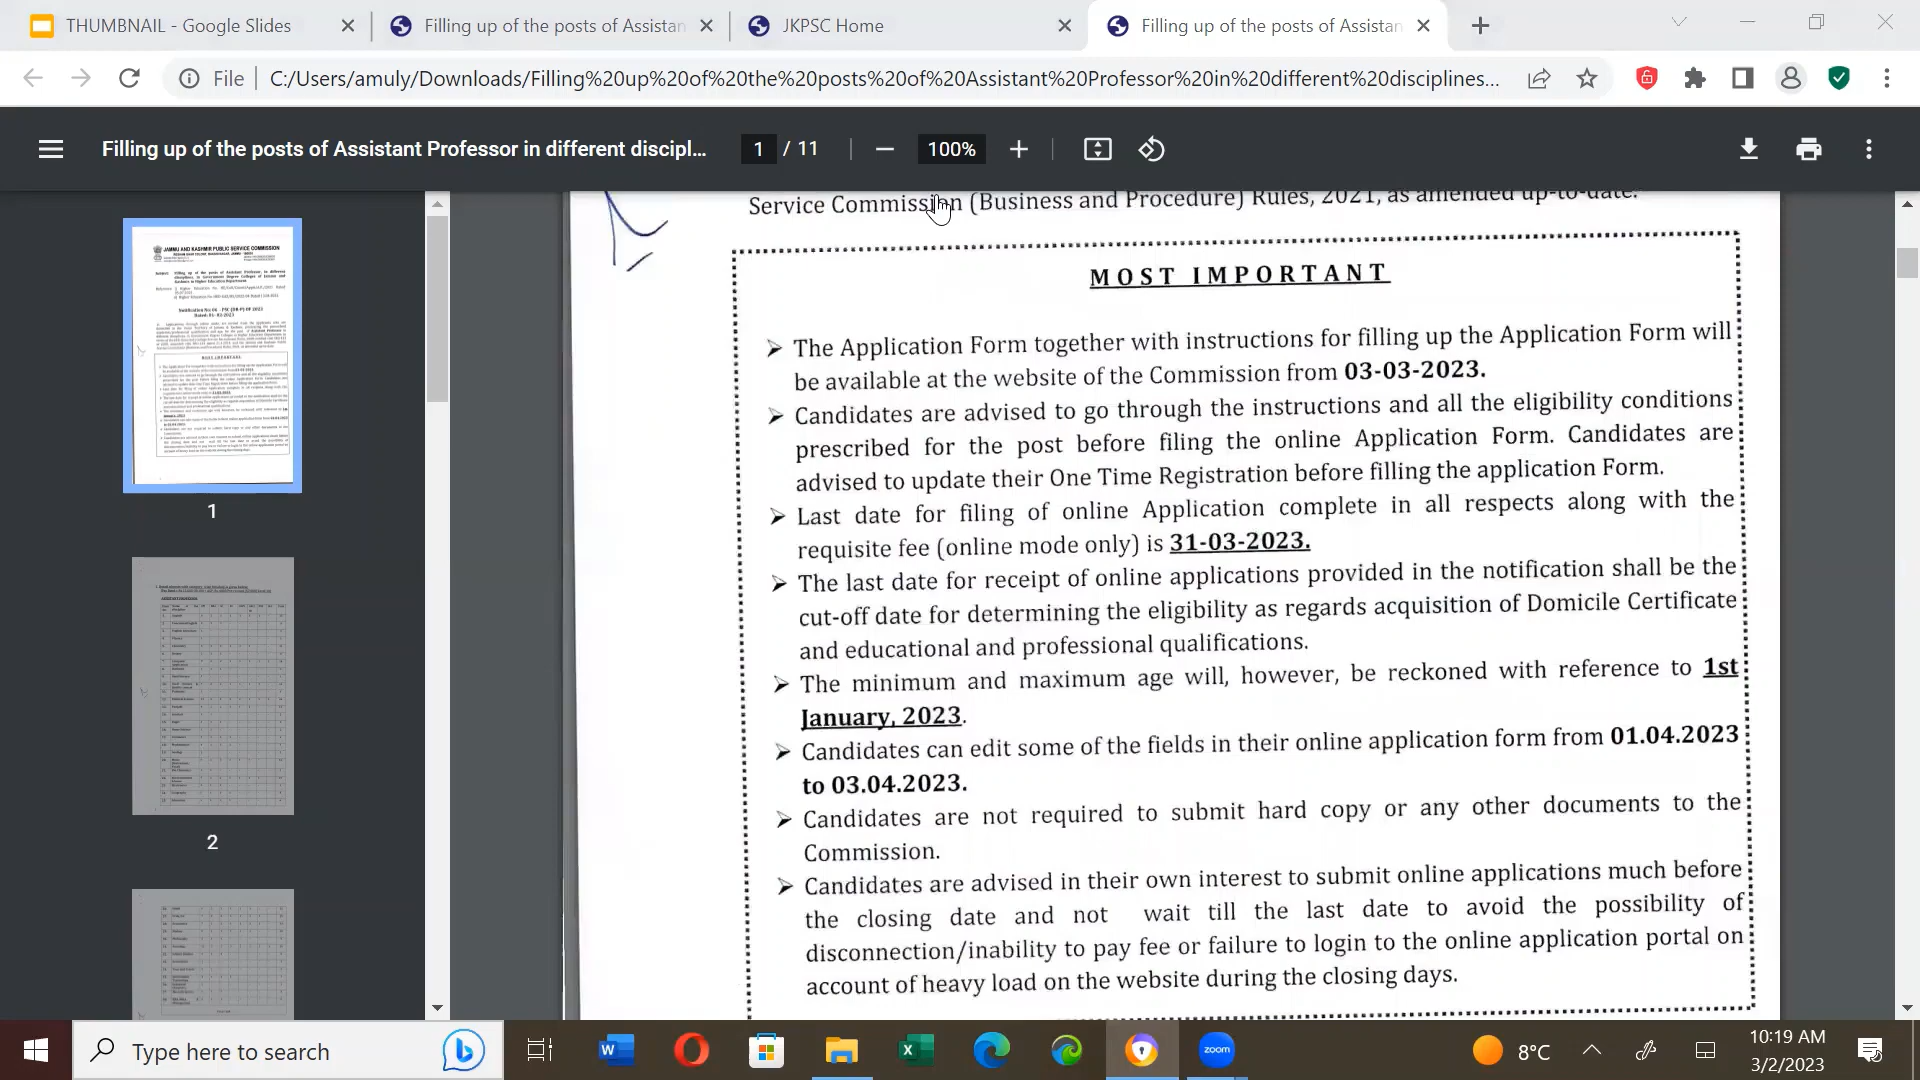 THUMBNAIL - Google Slides
Filling up of the posts of Assistan
JKPSC Home
Filling up of the posts of Assistan
File
C:/Users/amuly/Downloads/Filling%20up%20of%20the%20posts%20of%20Assistant%20Professor%20in%20different%20disciplines...
Filling up of the posts of Assistant Professor in different discipl...
1 / 11
100%
JAMMU AND KASHMIR PUBLIC SERVICE COMMISSION
1
2
Service Commission (Business and Procedure) Rules, 2021, as amended up-to-date.
MOST IMPORTANT
➢ The Application Form together with instructions for filling up the Application Form will
be available at the website of the Commission from 03-03-2023.
➢ Candidates are advised to go through the instructions and all the eligibility conditions
prescribed for the post before filing the online Application Form. Candidates are
advised to update their One Time Registration before filling the application Form.
➢ Last date for filing of online Application complete in all respects along with the
requisite fee (online mode only) is 31-03-2023.
➢ The last date for receipt of online applications provided in the notification shall be the
cut-off date for determining the eligibility as regards acquisition of Domicile Certificate
and educational and professional qualifications.
➢ The minimum and maximum age will, however, be reckoned with reference to 1st
January, 2023.
➢ Candidates can edit some of the fields in their online application form from 01.04.2023
to 03.04.2023.
➢ Candidates are not required to submit hard copy or any other documents to the
Commission.
➢ Candidates are advised in their own interest to submit online applications much before
the closing date and not wait till the last date to avoid the possibility of
disconnection/inability to pay fee or failure to login to the online application portal on
account of heavy load on the website during the closing days.
Type here to search
zoom
8°C
10:19 AM
3/2/2023